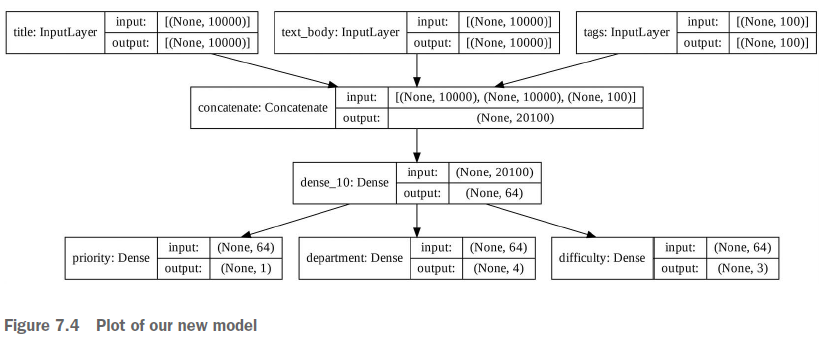 title: InputLayer
input: [(None, 10000)]
output: [(None, 10000)]
text_body: InputLayer
input: [(None, 10000)]
output: [(None, 10000)]
tags: InputLayer
input: [(None, 100)]
output: [(None, 100)]
concatenate: Concatenate
input: [(None, 10000), (None, 10000), (None, 100)]
output: (None, 20100)
dense_10: Dense
input: (None, 20100)
output: (None, 64)
priority: Dense
input: (None, 64)
output: (None, 1)
department: Dense
input: (None, 64)
output: (None, 4)
difficulty: Dense
input: (None, 64)
output: (None, 3)
Figure 7.4 Plot of our new model